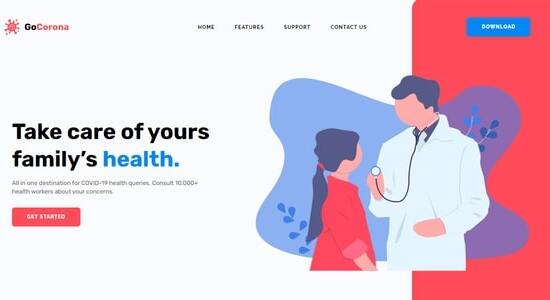 GoCorona
HOME
FEATURES
SUPPORT
CONTACT US
DOWNLOAD
Take care of yours
family's health.
All in one destination for COVID-19 health queries. Consult 10,000+
health workers about your concerns.
GET STARTED